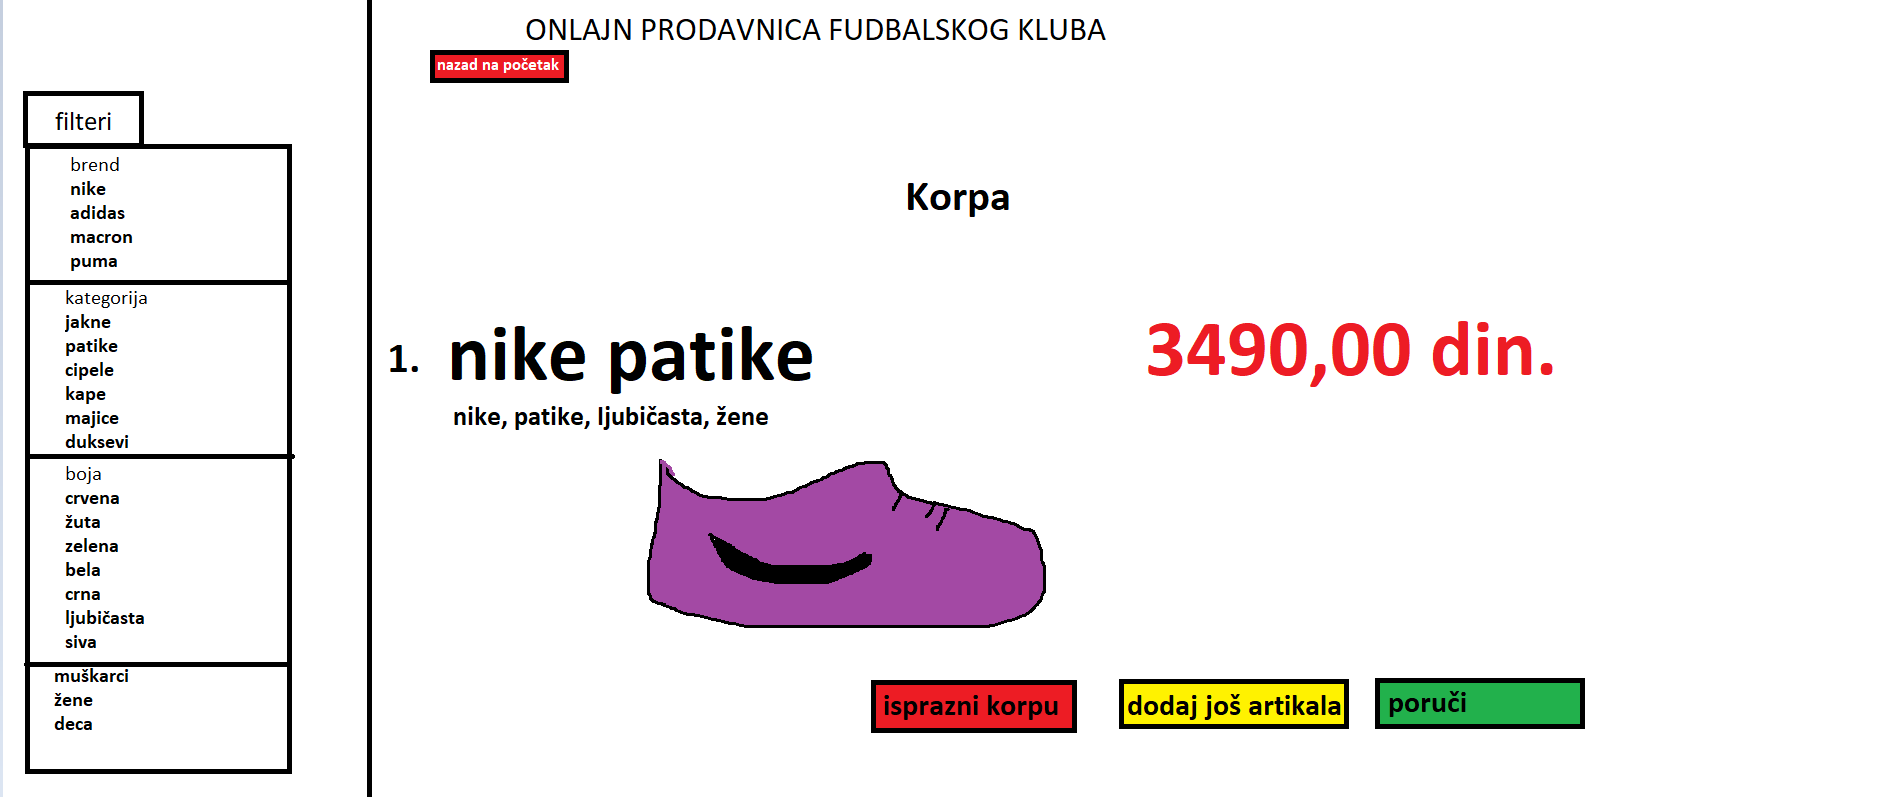 ONLAJN PRODAVNICA FUDBALSKOG KLUBA
nazad na početak
filteri
brend
nike
adidas
macron
puma
kategorija
jakne
patike
cipele
kape
majice
duksevi
boja
crvena
žuta
zelena
bela
crna
ljubičasta
siva
muškarci
žene
deca
Korpa
1. nike patike 3490,00 din.
nike, patike, ljubičasta, žene
isprazni korpu
dodaj još artikala
poruči